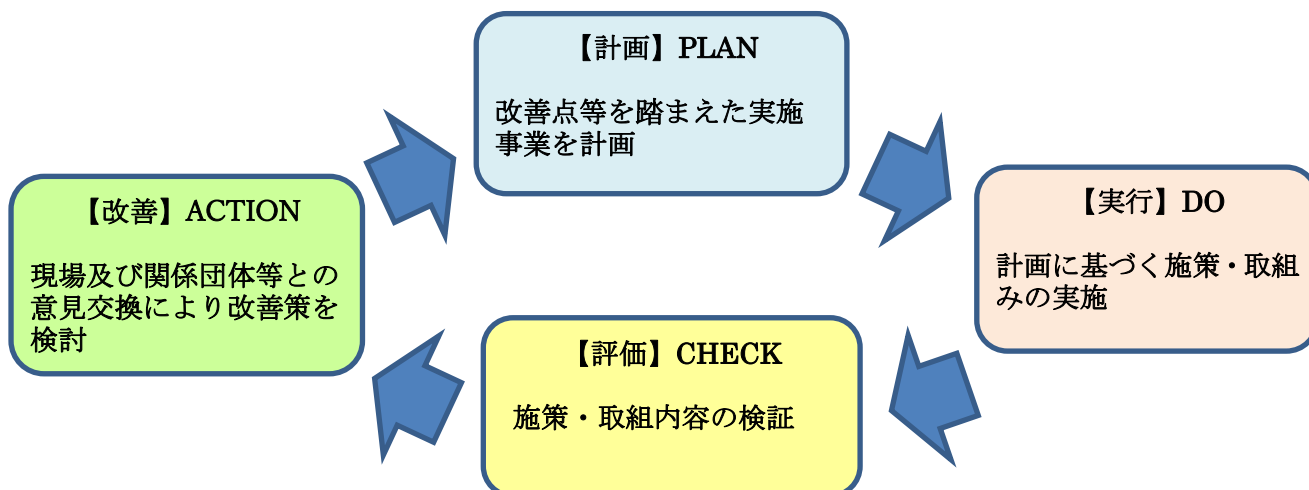 【計画】PLAN
改善点等を踏まえた実施
事業を計画
【実行】DO
計画に基づく施策・取組
みの実施
【評価】CHECK
施策・取組内容の検証
【改善】ACTION
現場及び関係団体等との
意見交換により改善策を
検討